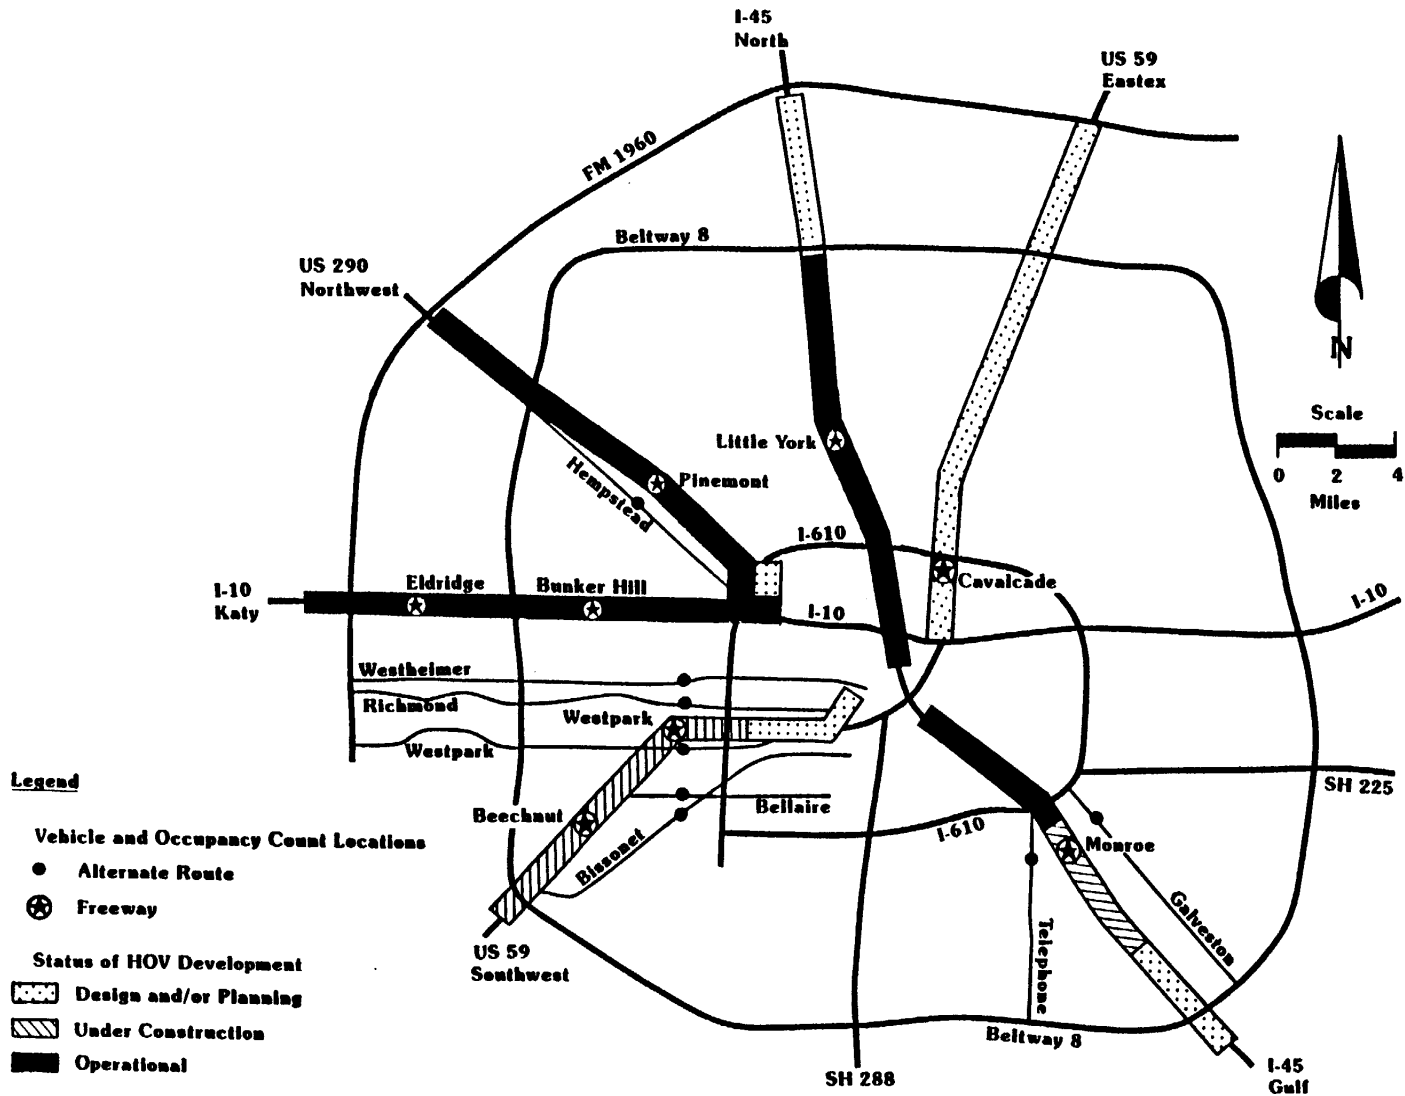 I-45
North
US 59
Eastex
FM 1960
Beltway 8
US 290
Northwest
N
Scale
0 2 4
Miles
Little York
Pinemont
Hempstead
I-610
Cavalcade
Eldridge
Bunker Hill
I-10
Katy
I-10
I-10
Westheimer
Richmond
Westpark
Westpark
Beechnut
Bellaire
Bissonet
I-610
Monroe
SH 225
Galveston
Telephone
US 59
Southwest
Beltway 8
SH 288
I-45
Gulf
Legend
Vehicle and Occupancy Count Locations
Alternate Route
Freeway
Status of HOV Development
Design and/or Planning
Under Construction
Operational